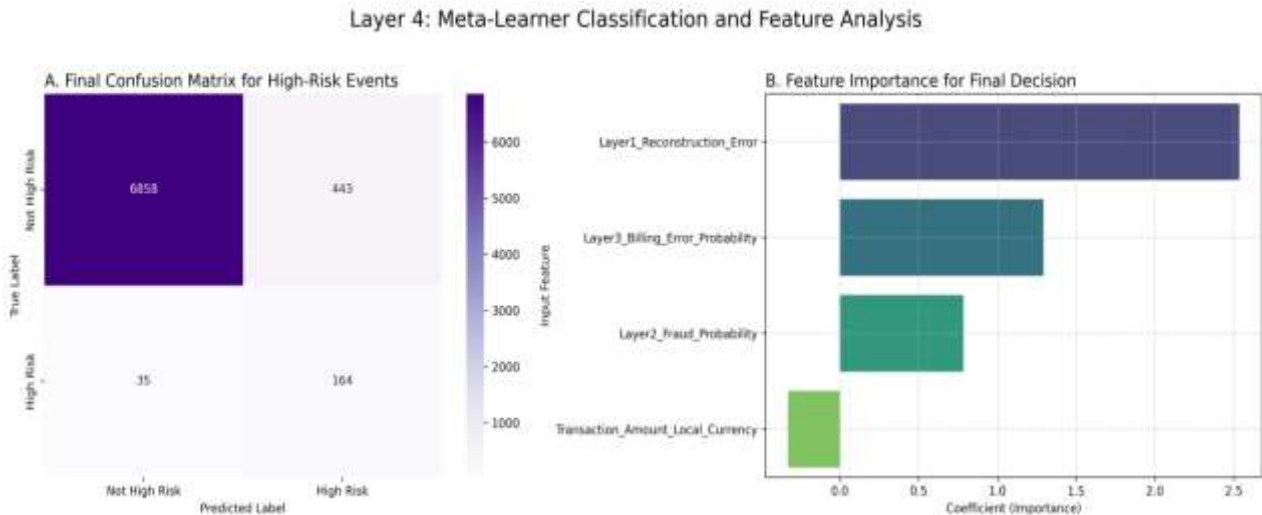 Layer 4: Meta-Learner Classification and Feature Analysis
A. Final Confusion Matrix for High-Risk Events
True Label
Not High Risk
High Risk
6858
443
35
164
Not High Risk
High Risk
Predicted Label
6000
5000
4000
3000
2000
1000
B. Feature Importance for Final Decision
Input Feature
Layer1_Reconstruction_Error
Layer3_Billing_Error_Probability
Layer2_Fraud_Probability
Transaction_Amount_Local_Currency
0.0
0.5
1.0
1.5
2.0
2.5
Coefficient (Importance)